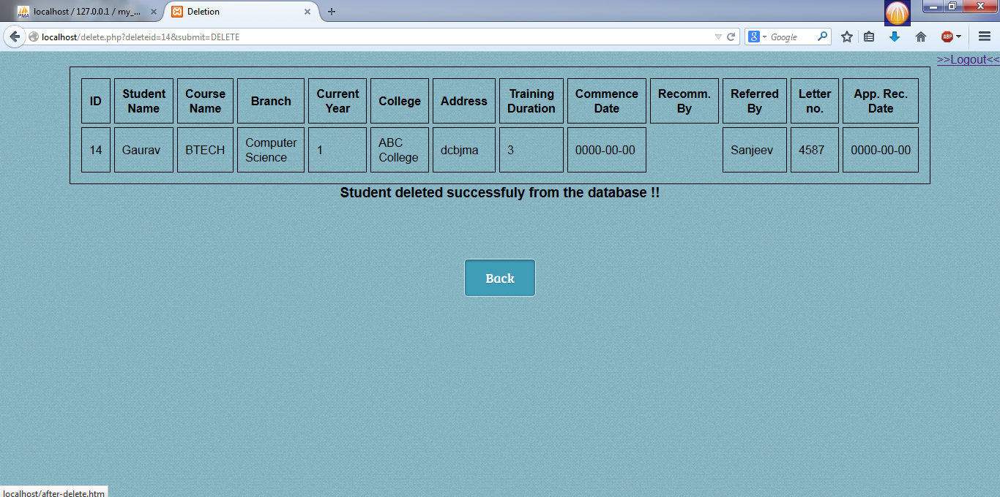 localhost / 127.0.0.1 / my_...
Deletion
localhost/delete.php?deleteid=14&submit=DELETE
Google
ABP
>>Logout<<
ID Student Name Course Name Branch Current Year College Address Training Duration Commence Date Recomm. By Referred By Letter no. App. Rec. Date
14 Gaurav BTECH Computer Science 1 ABC College dcbjma 3 0000-00-00 Sanjeev 4587 0000-00-00
Student deleted successfuly from the database !!
Back
localhost/after-delete.htm